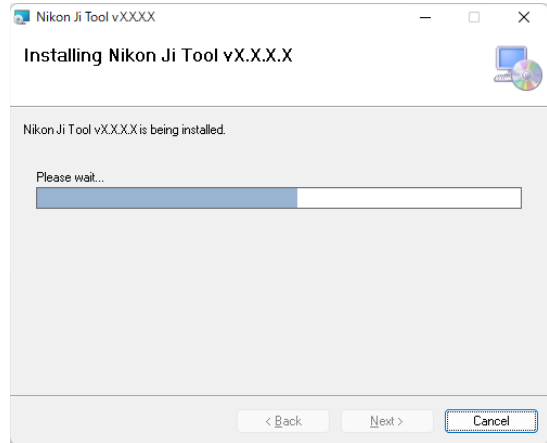 Nikon Ji Tool vXXXX
Installing Nikon Ji Tool vX.X.X.X
Nikon Ji Tool vX.X.X.X is being installed.
Please wait...
< Back
Next >
Cancel